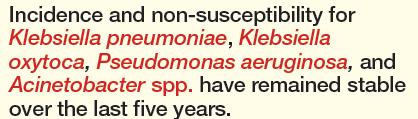 Incidence and non-susceptibility for
Klebsiella pneumoniae, Klebsiella
oxytoca, Pseudomonas aeruginosa, and
Acinetobacter spp. have remained stable
over the last five years.